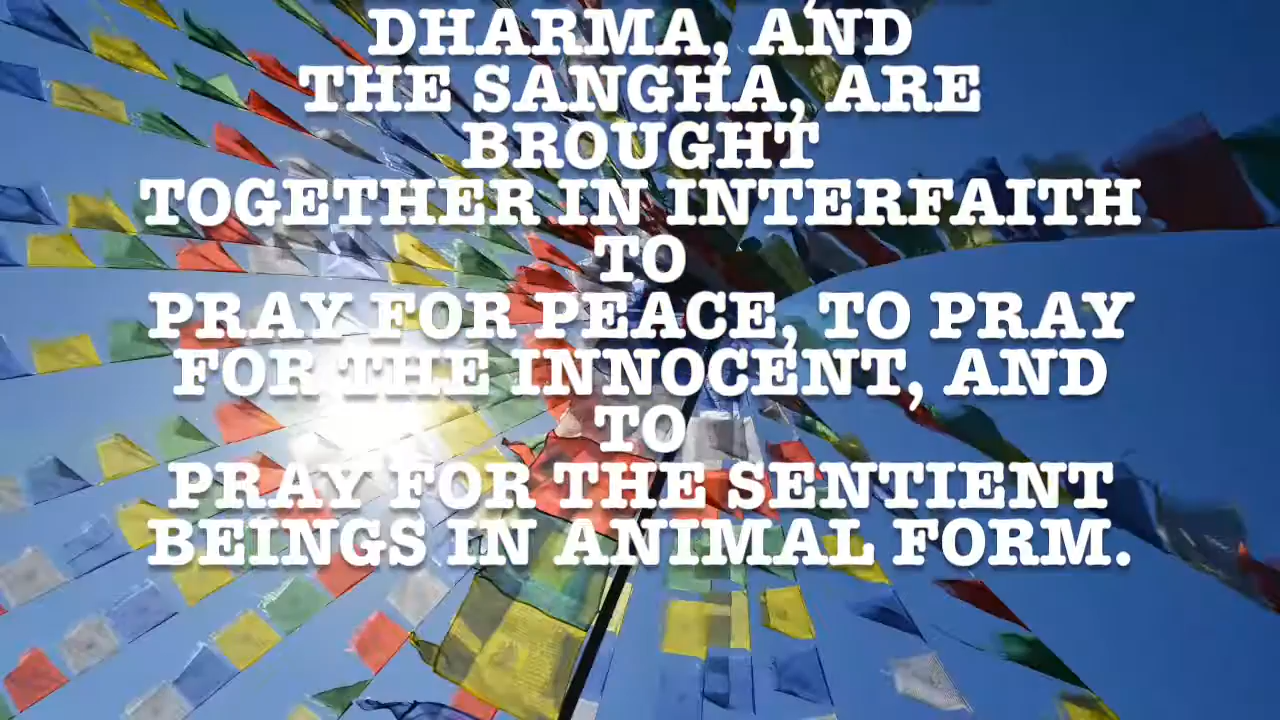 DHARMA, AND
THE SANGHA, ARE
BROUGHT
TOGETHER IN INTERFAITH
TO
PRAY FOR PEACE, TO PRAY
FOR THE INNOCENT, AND
TO
PRAY FOR THE SENTIENT
BEINGS IN ANIMAL FORM.